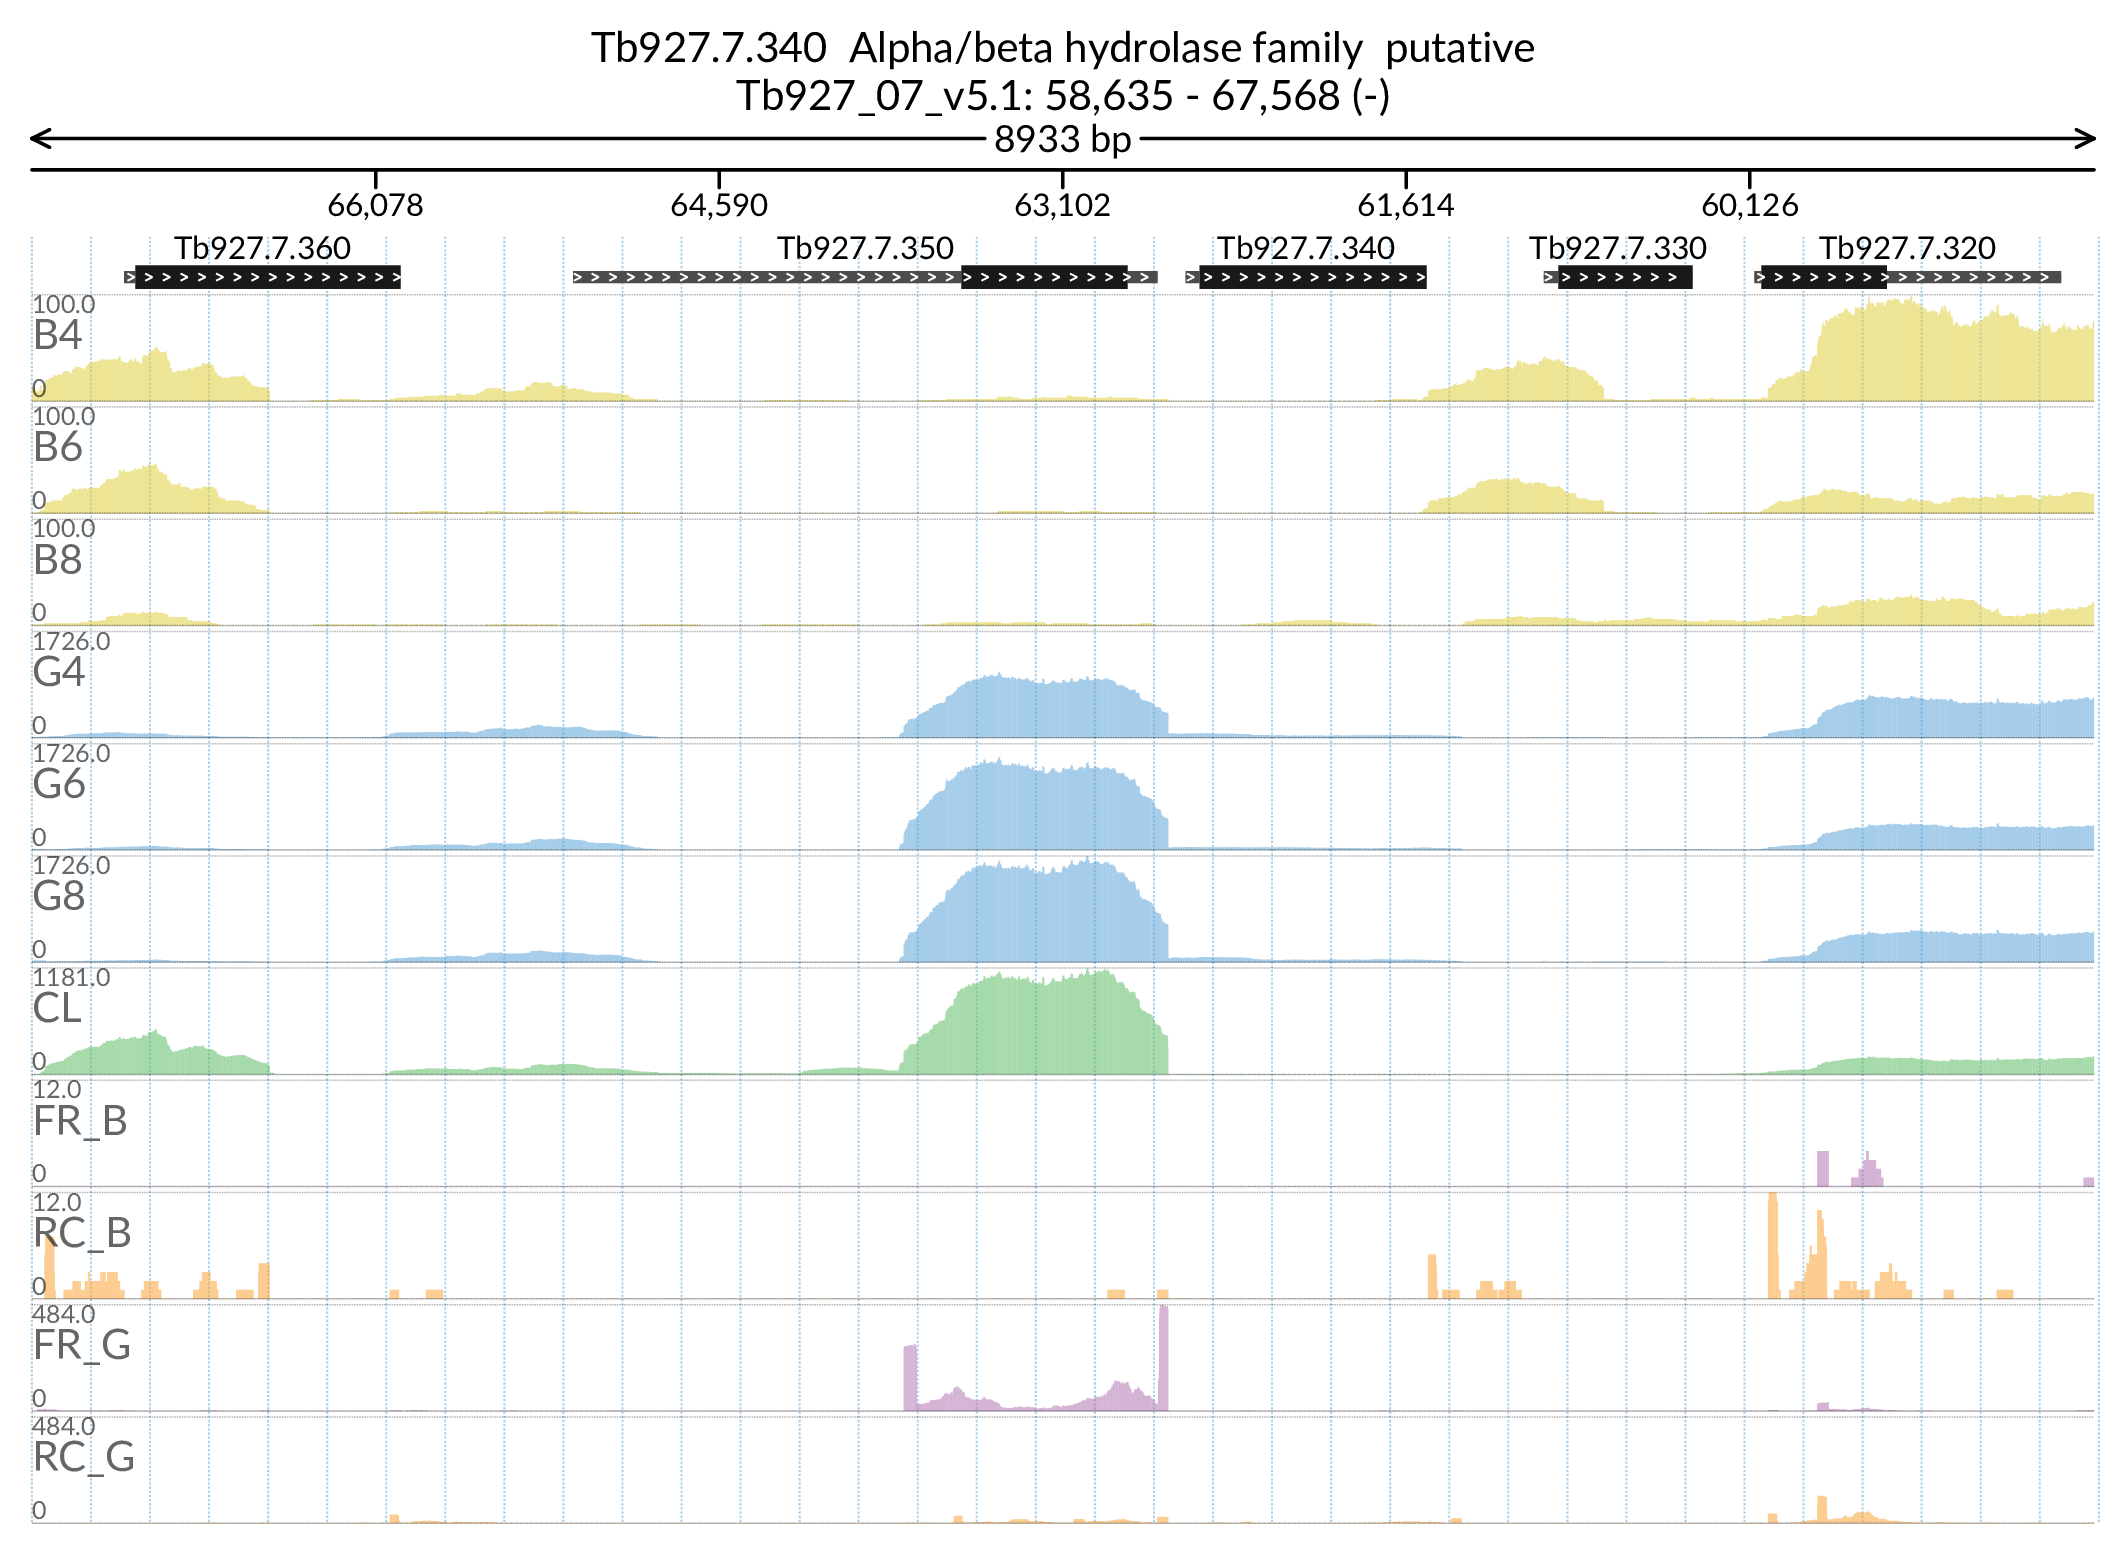 Tb927.7.340  Alpha/beta hydrolase family  putative
Tb927_07_v5.1: 58,635 - 67,568 (-)
8933 bp
66,078 64,590 63,102 61,614 60,126
Tb927.7.360 Tb927.7.350 Tb927.7.340 Tb927.7.330 Tb927.7.320
100.0
B4
0
100.0
B6
0
100.0
B8
0
1726.0
G4
0
1726.0
G6
0
1726.0
G8
0
1181.0
CL
0
12.0
FR_B
0
12.0
RC_B
0
484.0
FR_G
0
484.0
RC_G
0